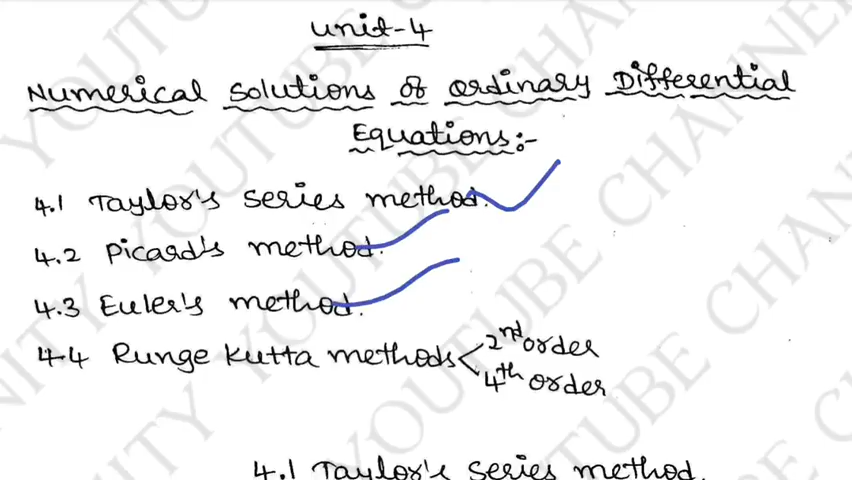 Unit-4
Numerical Solutions of Ordinary Differential
Equations:-
4.1 Taylor's Series method.
4.2 Picard's method.
4.3 Euler's method.
4.4 Runge Kutta methods < 2nd order
4th order
4.1 Taylor's Series method.